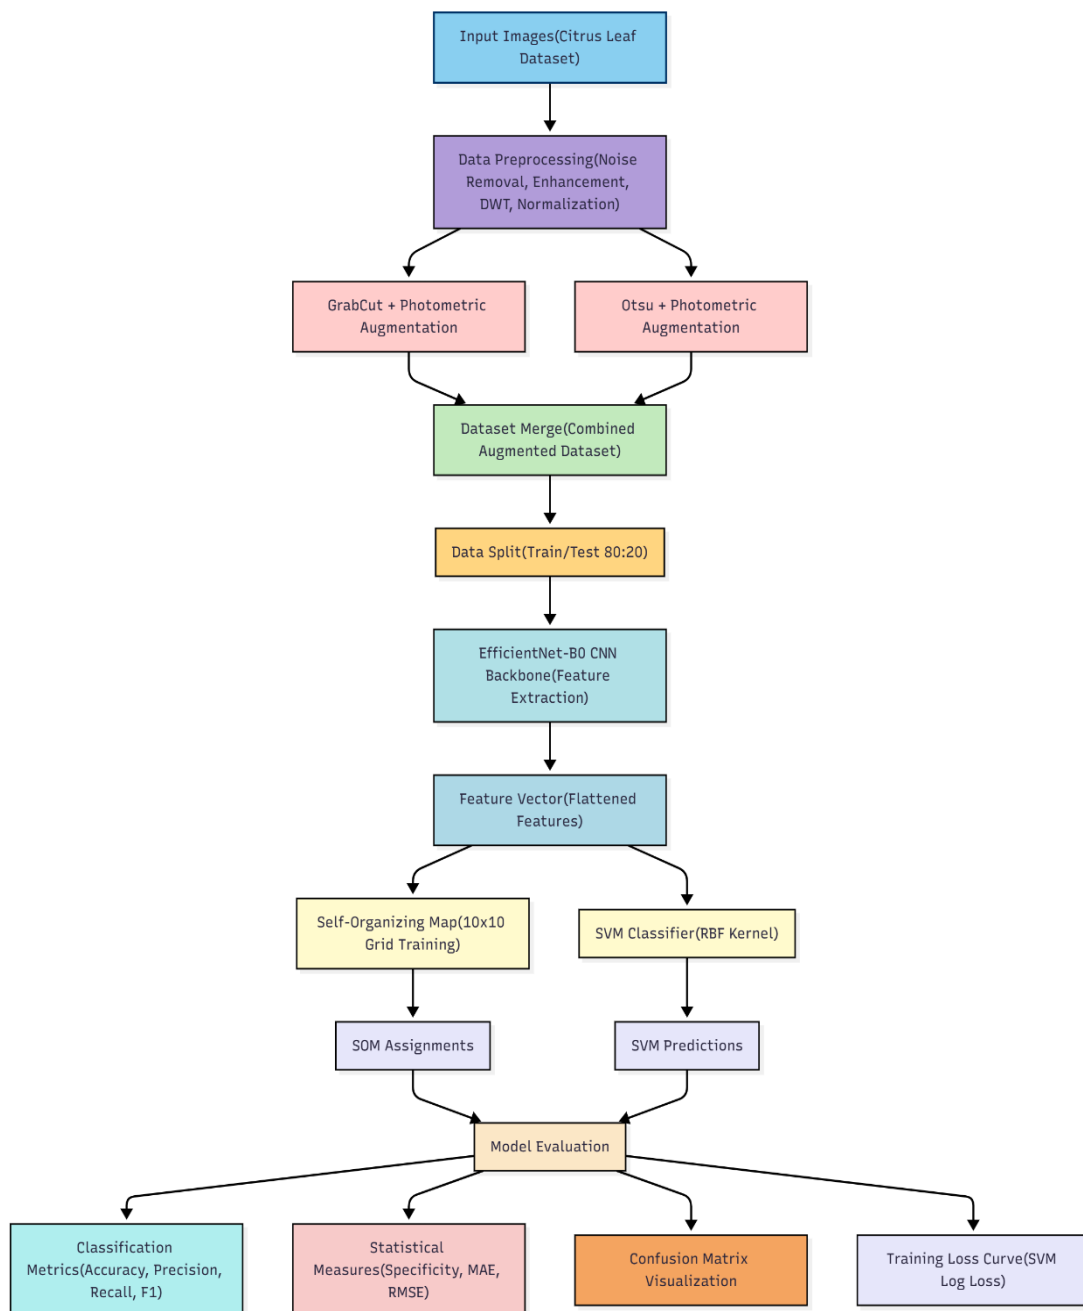 Input Images(Citrus Leaf
Dataset)
Data Preprocessing(Noise
Removal, Enhancement,
DWT, Normalization)
GrabCut + Photometric
Augmentation
Otsu + Photometric
Augmentation
Dataset Merge(Combined
Augmented Dataset)
Data Split(Train/Test 80:20)
EfficientNet-B0 CNN
Backbone(Feature
Extraction)
Feature Vector(Flattened
Features)
Self-Organizing Map(10x10
Grid Training)
SVM Classifier(RBF Kernel)
SOM Assignments
SVM Predictions
Model Evaluation
Classification
Metrics(Accuracy, Precision,
Recall, F1)
Statistical
Measures(Specificity, MAE,
RMSE)
Confusion Matrix
Visualization
Training Loss Curve(SVM
Log Loss)